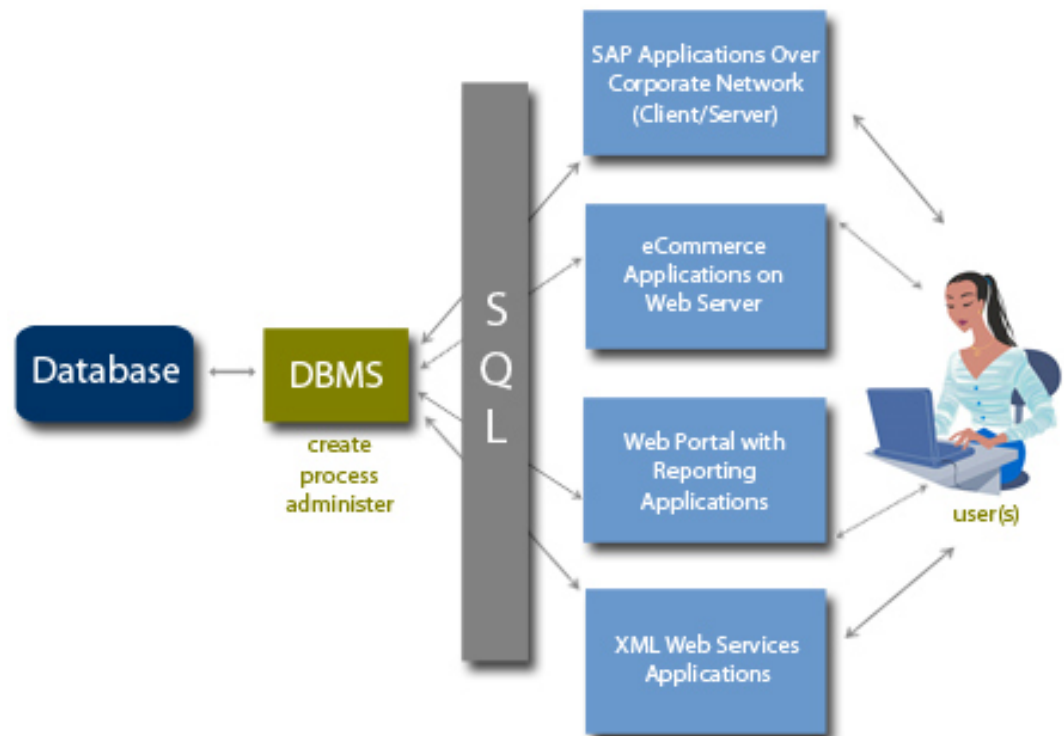 Database
DBMS
create
process
administer
S
Q
L
SAP Applications Over
Corporate Network
(Client/Server)
eCommerce
Applications on
Web Server
Web Portal with
Reporting
Applications
XML Web Services
Applications
user(s)